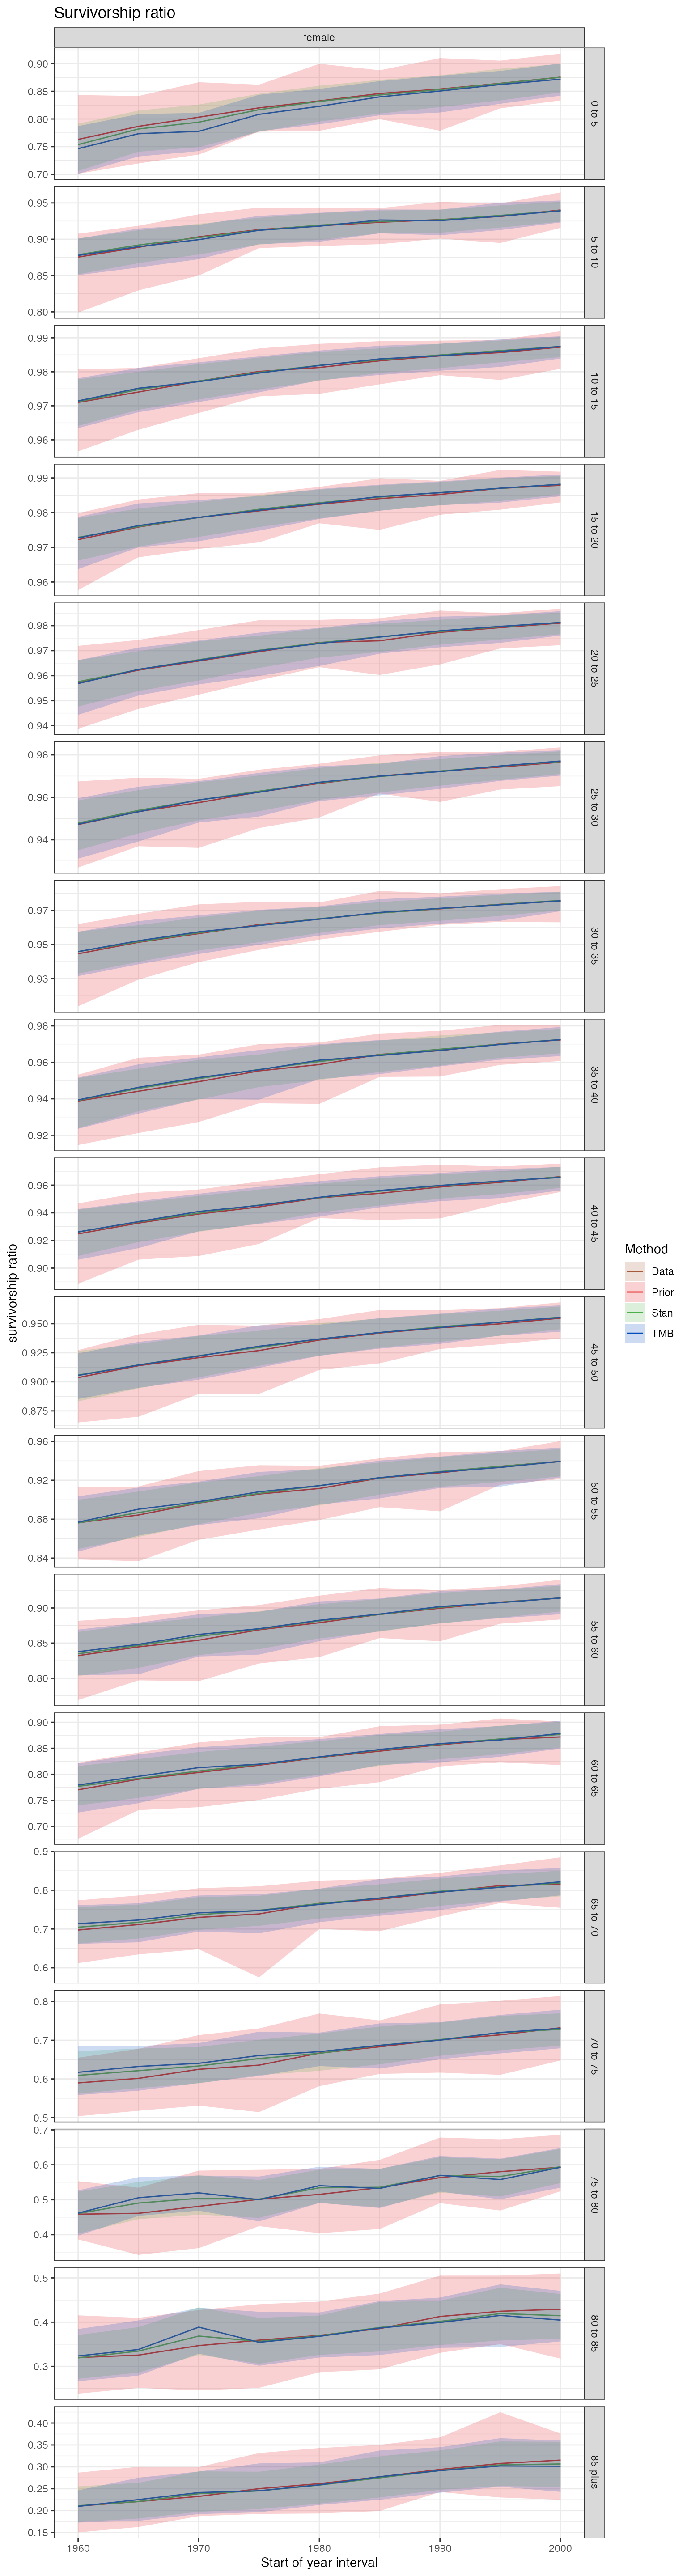 Survivorship ratio
female
0.90
0.85
0.80
0.75
0.70
0 to 5
0.95
0.90
0.85
0.80
5 to 10
0.99
0.98
0.97
0.96
10 to 15
0.99
0.98
0.97
0.96
15 to 20
0.98
0.97
0.96
0.95
0.94
20 to 25
0.98
0.96
0.94
25 to 30
0.97
0.95
0.93
30 to 35
0.98
0.96
0.94
0.92
35 to 40
0.96
0.94
0.92
0.90
40 to 45
survivorship ratio
Method
Data
Prior
Stan
TMB
0.950
0.925
0.900
0.875
45 to 50
0.96
0.92
0.88
0.84
50 to 55
0.90
0.85
0.80
55 to 60
0.90
0.85
0.80
0.75
0.70
60 to 65
0.9
0.8
0.7
0.6
65 to 70
0.8
0.7
0.6
0.5
70 to 75
0.7
0.6
0.5
0.4
75 to 80
0.5
0.4
0.3
80 to 85
0.40
0.35
0.30
0.25
0.20
0.15
85 plus
1960 1970 1980 1990 2000
Start of year interval